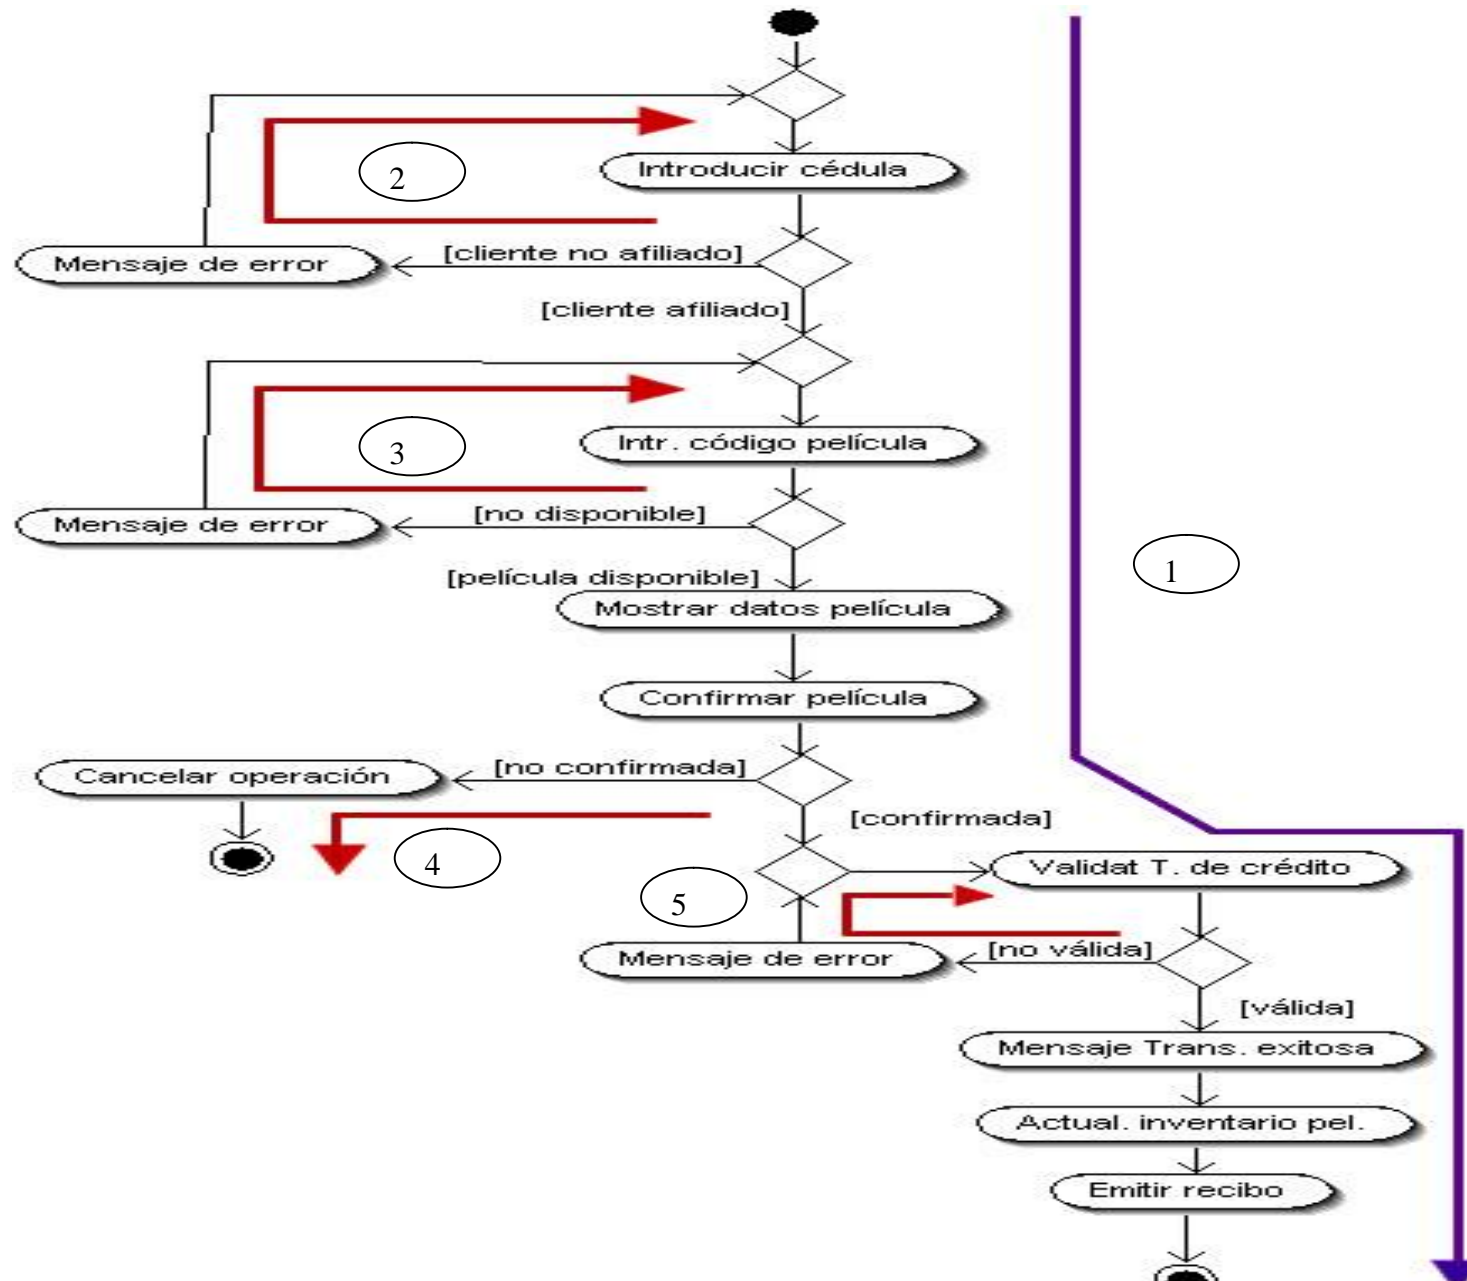 2
Introducir cédula
[cliente no afiliado]
Mensaje de error
[cliente afiliado]
3
Intr. código película
[no disponible]
Mensaje de error
1
[película disponible]
Mostrar datos película
Confirmar película
[no confirmada]
Cancelar operación
[confirmada]
4
Validat T. de crédito
5
[no válida]
Mensaje de error
[válida]
Mensaje Trans. exitosa
Actual. inventario pel.
Emitir recibo